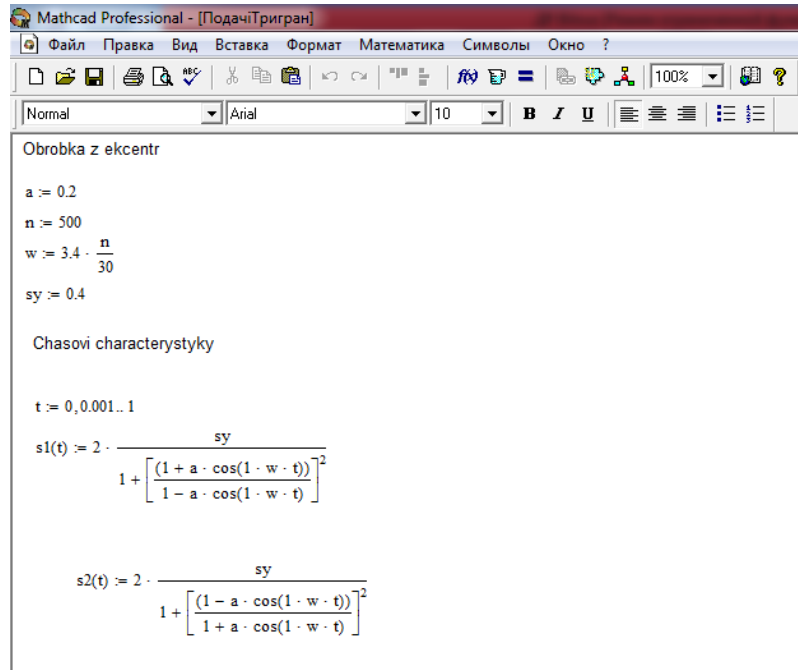 Mathcad Professional - [ПодачіТригран]
Файл Правка Вид Вставка Формат Математика Символы Окно ?
100%
Normal Arial 10 B I U
Obrobka z ekcentr
a := 0.2
n := 500
w := 3.4 · n/30
sy := 0.4
Chasovi characterystyky
t := 0,0.001.. 1
s1(t) := 2 · sy / (1 + [(1 + a · cos(1 · w · t)) / (1 − a · cos(1 · w · t))]²)
s2(t) := 2 · sy / (1 + [(1 − a · cos(1 · w · t)) / (1 + a · cos(1 · w · t))]²)